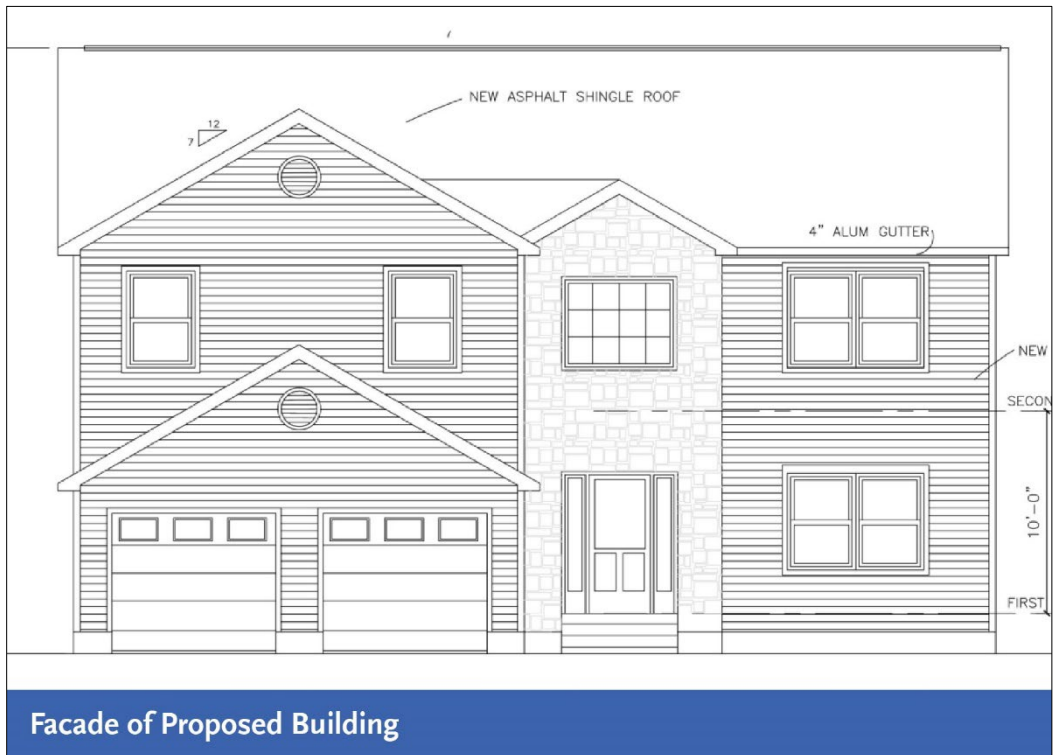 NEW ASPHALT SHINGLE ROOF
12
7
4" ALUM GUTTER
NEW
SECON
10'-0"
FIRST
Facade of Proposed Building